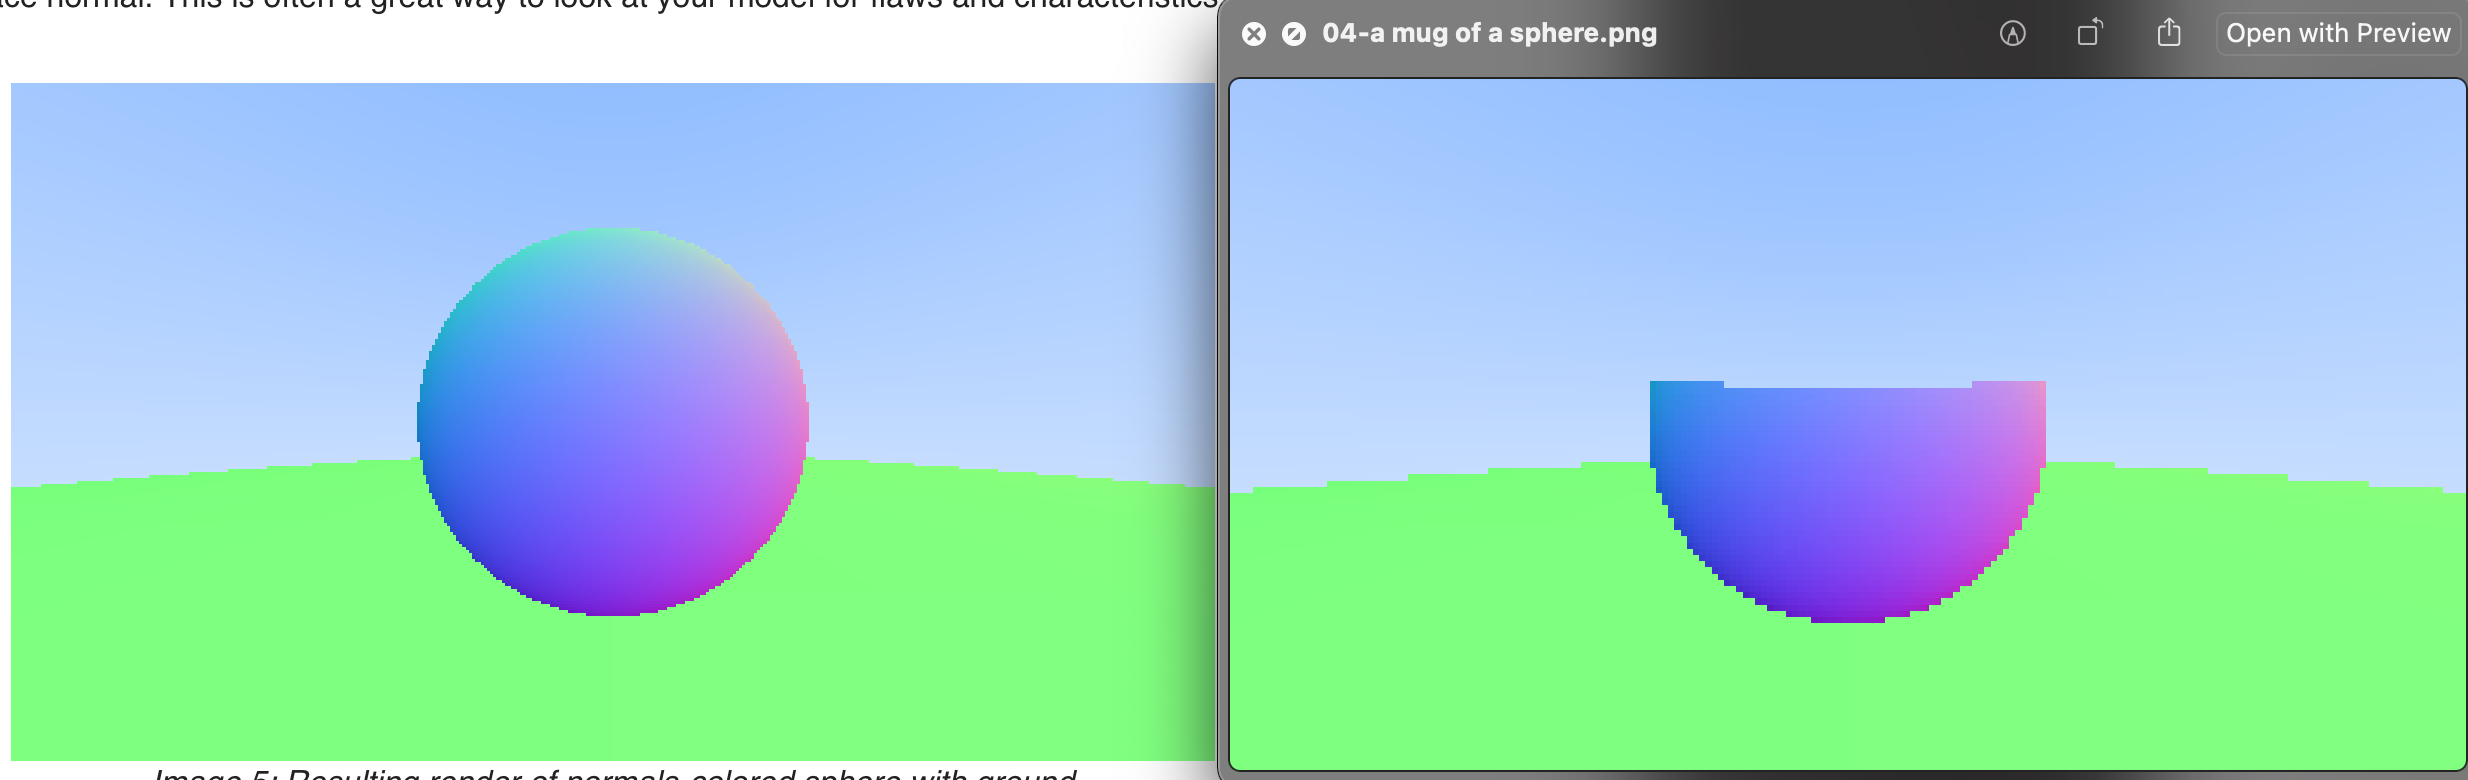 ce normal. This is often a great way to look at your model for flaws and characteristics
04-a mug of a sphere.png
Open with Preview
Image 5: Resulting render of normals-colored sphere with ground